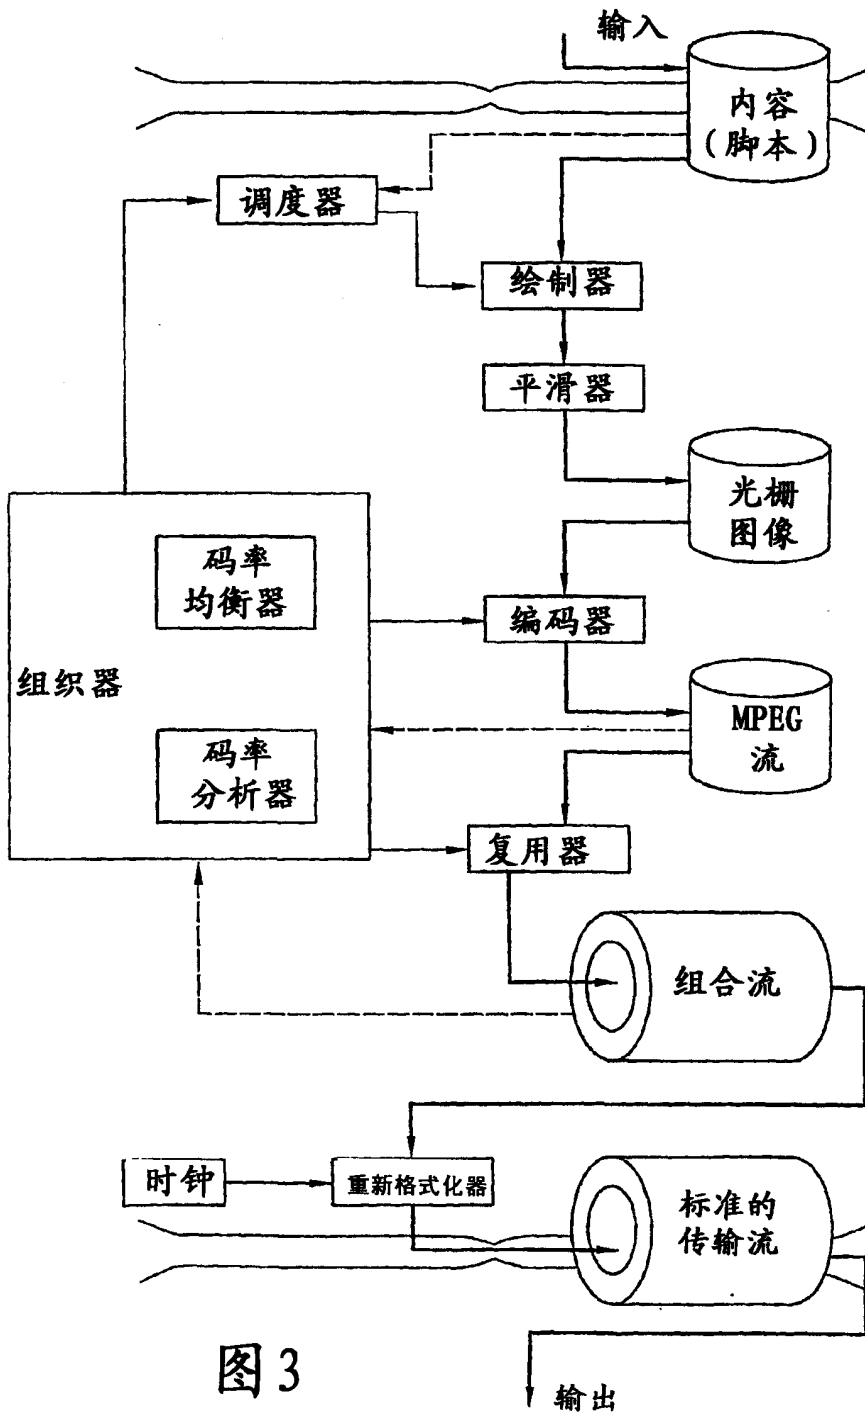 输入
内容
(脚本)
调度器
绘制器
平滑器
光栅
图像
码率
均衡器
编码器
组织器
MPEG
流
码率
分析器
复用器
组合流
时钟
重新格式化器
标准的
传输流
图3
输出